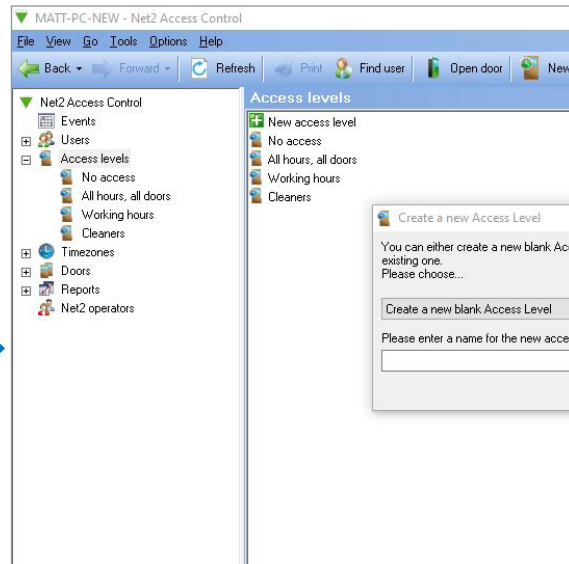 MATT-PC-NEW - Net2 Access Control
File View Go Tools Options Help
Back Forward Refresh Print Find user Open door New
Net2 Access Control
Events
Users
Access levels
No access
All hours, all doors
Working hours
Cleaners
Timezones
Doors
Reports
Net2 operators
Access levels
New access level
No access
All hours, all doors
Working hours
Cleaners
Create a new Access Level
You can either create a new blank Acc
existing one.
Please choose...
Create a new blank Access Level
Please enter a name for the new acce